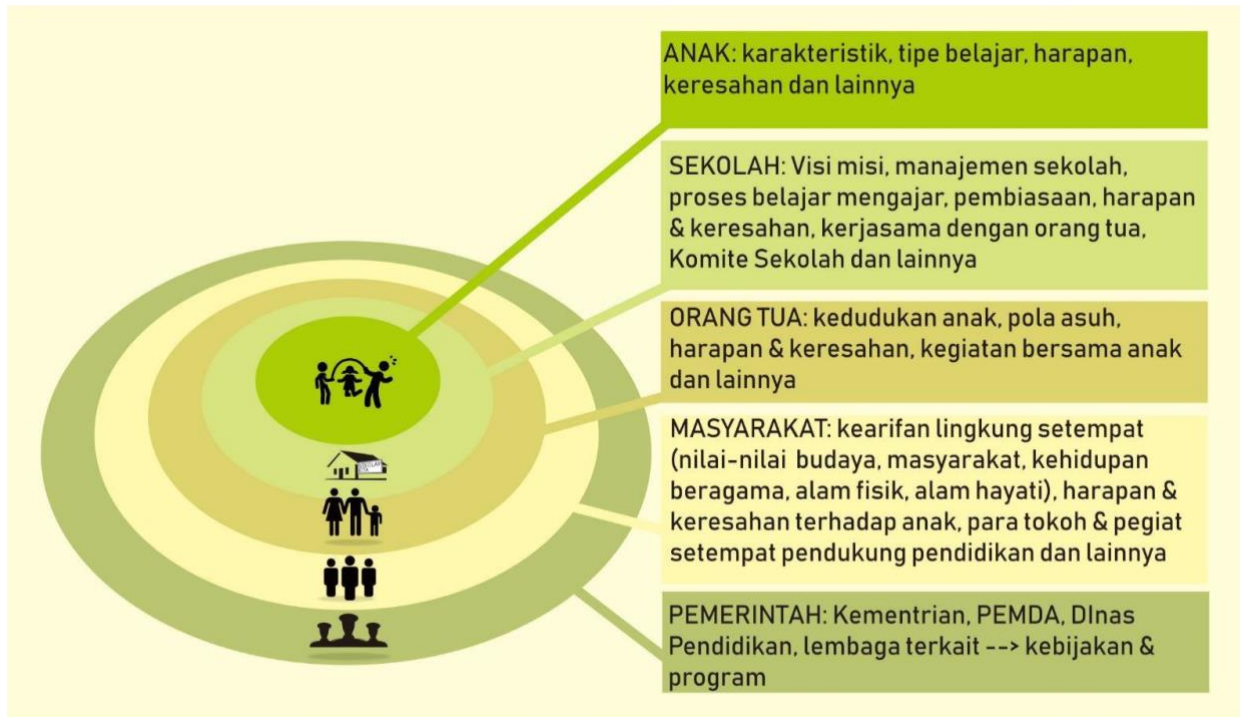 ANAK: karakteristik, tipe belajar, harapan,
keresahan dan lainnya
SEKOLAH: Visi misi, manajemen sekolah,
proses belajar mengajar, pembiasaan, harapan
& keresahan, kerjasama dengan orang tua,
Komite Sekolah dan lainnya
ORANG TUA: kedudukan anak, pola asuh,
harapan & keresahan, kegiatan bersama anak
dan lainnya
MASYARAKAT: kearifan lingkung setempat
(nilai-nilai budaya, masyarakat, kehidupan
beragama, alam fisik, alam hayati), harapan &
keresahan terhadap anak, para tokoh & pegiat
setempat pendukung pendidikan dan lainnya
PEMERINTAH: Kementrian, PEMDA, DInas
Pendidikan, lembaga terkait --> kebijakan &
program